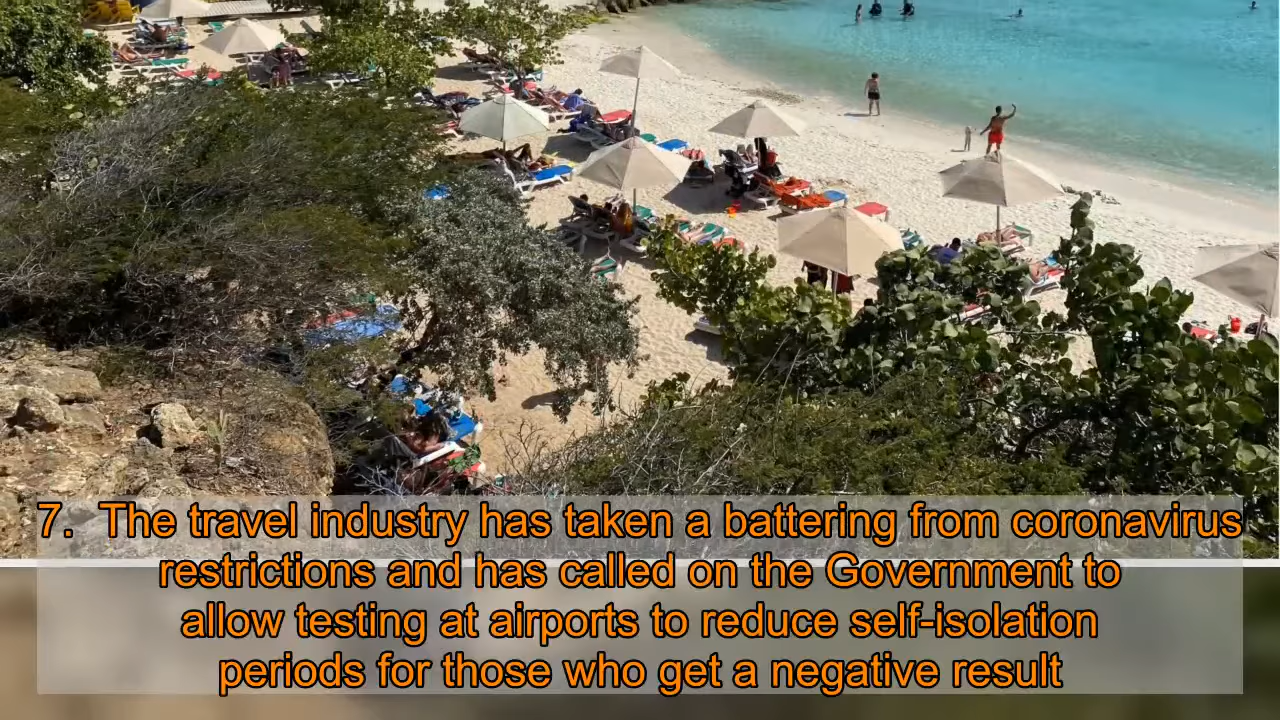 7. The travel industry has taken a battering from coronavirus
restrictions and has called on the Government to
allow testing at airports to reduce self-isolation
periods for those who get a negative result